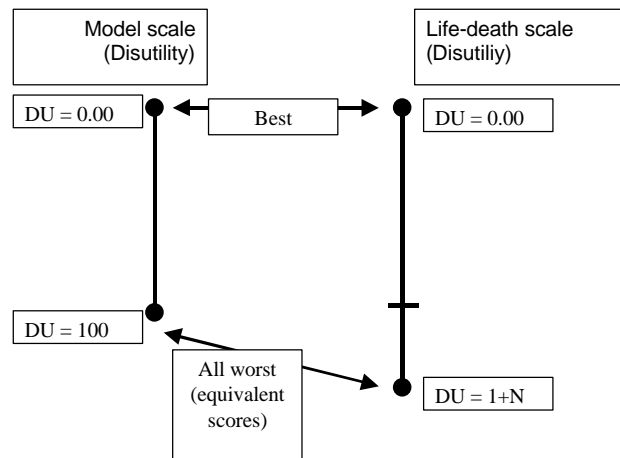 Model scale
(Disutility)
Life-death scale
(Disutiliy)
DU = 0.00
Best
DU = 0.00
DU = 100
All worst
(equivalent
scores)
DU = 1+N